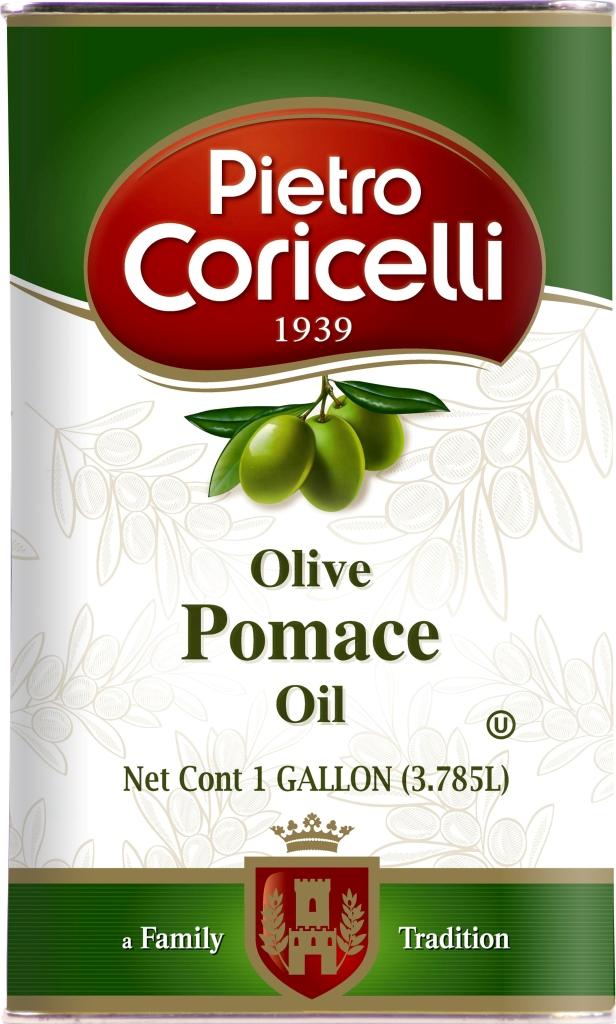 Pietro
Coricelli
1939
Olive
Pomace
Oil
Ⓤ
Net Cont 1 GALLON (3.785L)
a Family Tradition